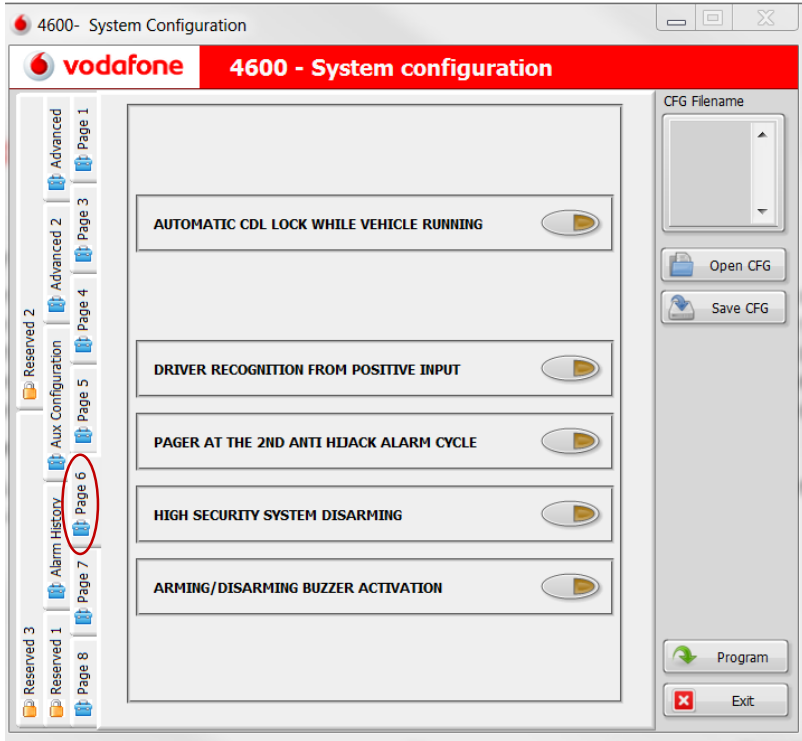 4600- System Configuration
vodafone
4600 - System configuration
Reserved 2
Reserved 3
Advanced
Advanced 2
Aux Configuration
Alarm History
Reserved 1
Page 1
Page 3
Page 4
Page 5
Page 6
Page 7
Page 8
AUTOMATIC CDL LOCK WHILE VEHICLE RUNNING
DRIVER RECOGNITION FROM POSITIVE INPUT
PAGER AT THE 2ND ANTI HIJACK ALARM CYCLE
HIGH SECURITY SYSTEM DISARMING
ARMING/DISARMING BUZZER ACTIVATION
CFG Filename
Open CFG
Save CFG
Program
Exit